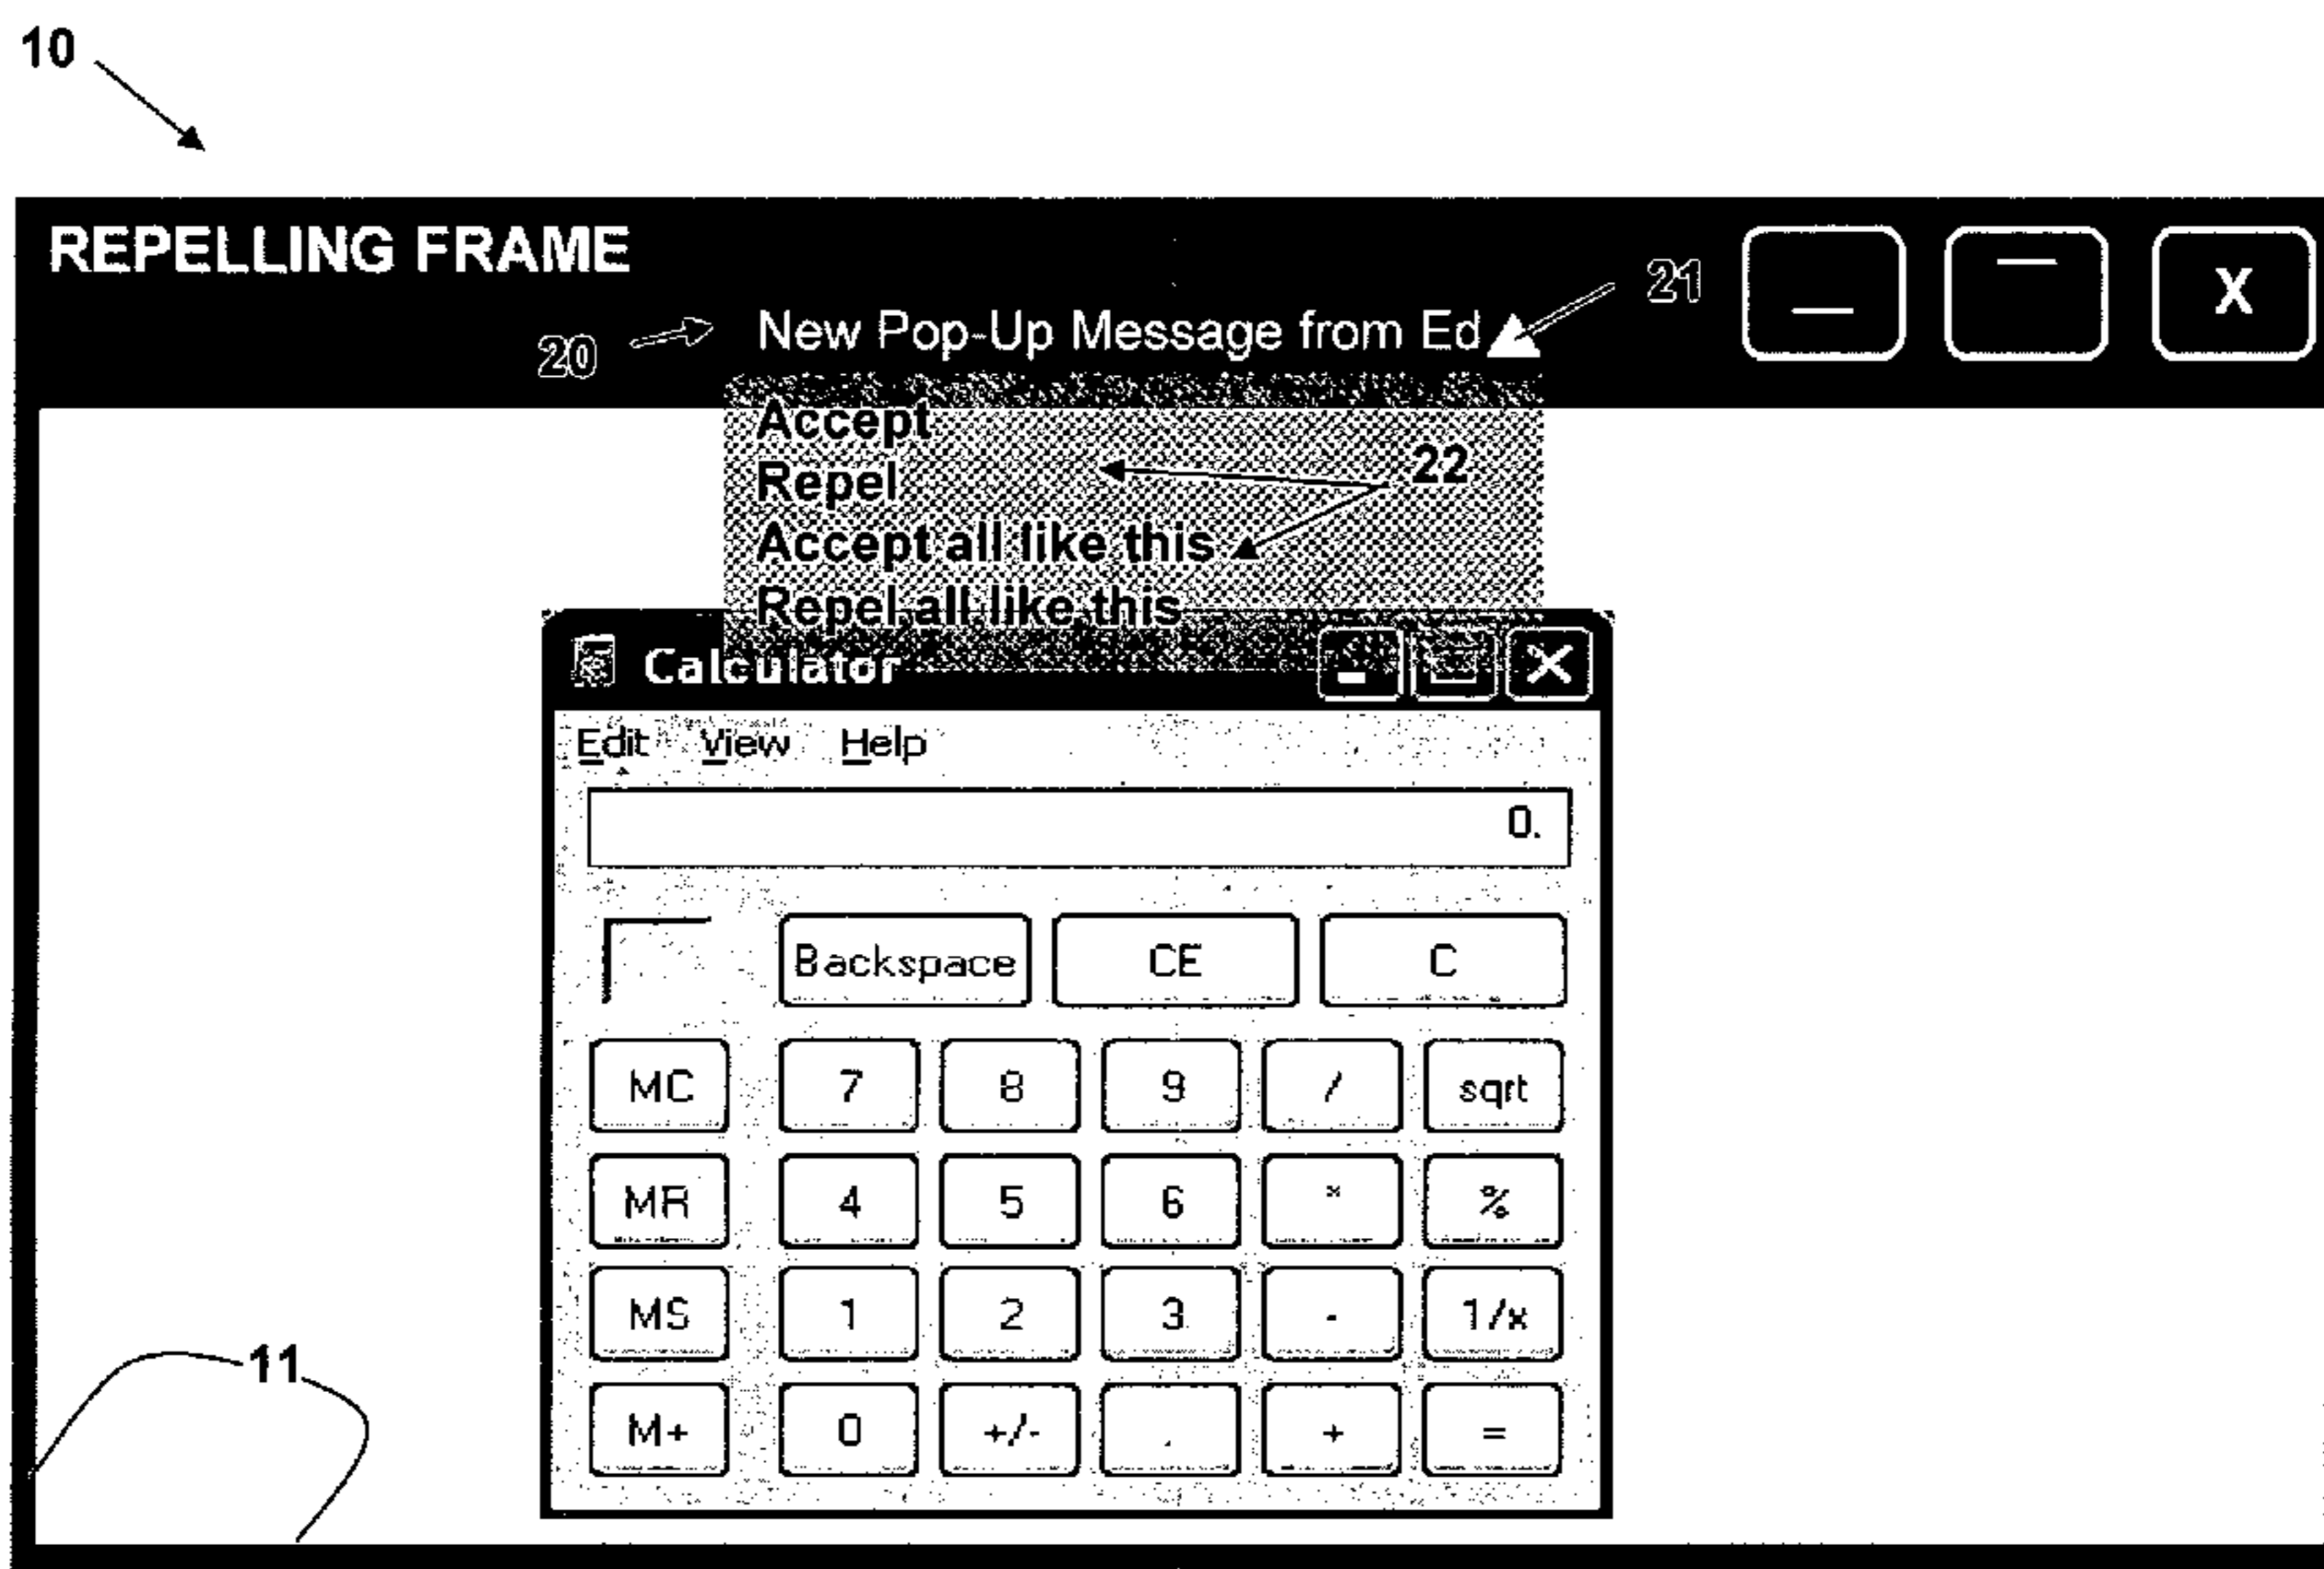 10
REPELLING FRAME
_ ¯ X
21
20 New Pop-Up Message from Ed
Accept
Repel
22
Accept all like this
Repel all like this
Calculator
Edit View Help
0.
Backspace CE C
MC 7 8 9 / sqrt
MR 4 5 6 * %
MS 1 2 3 - 1/x
11
M+ 0 +/- . + =